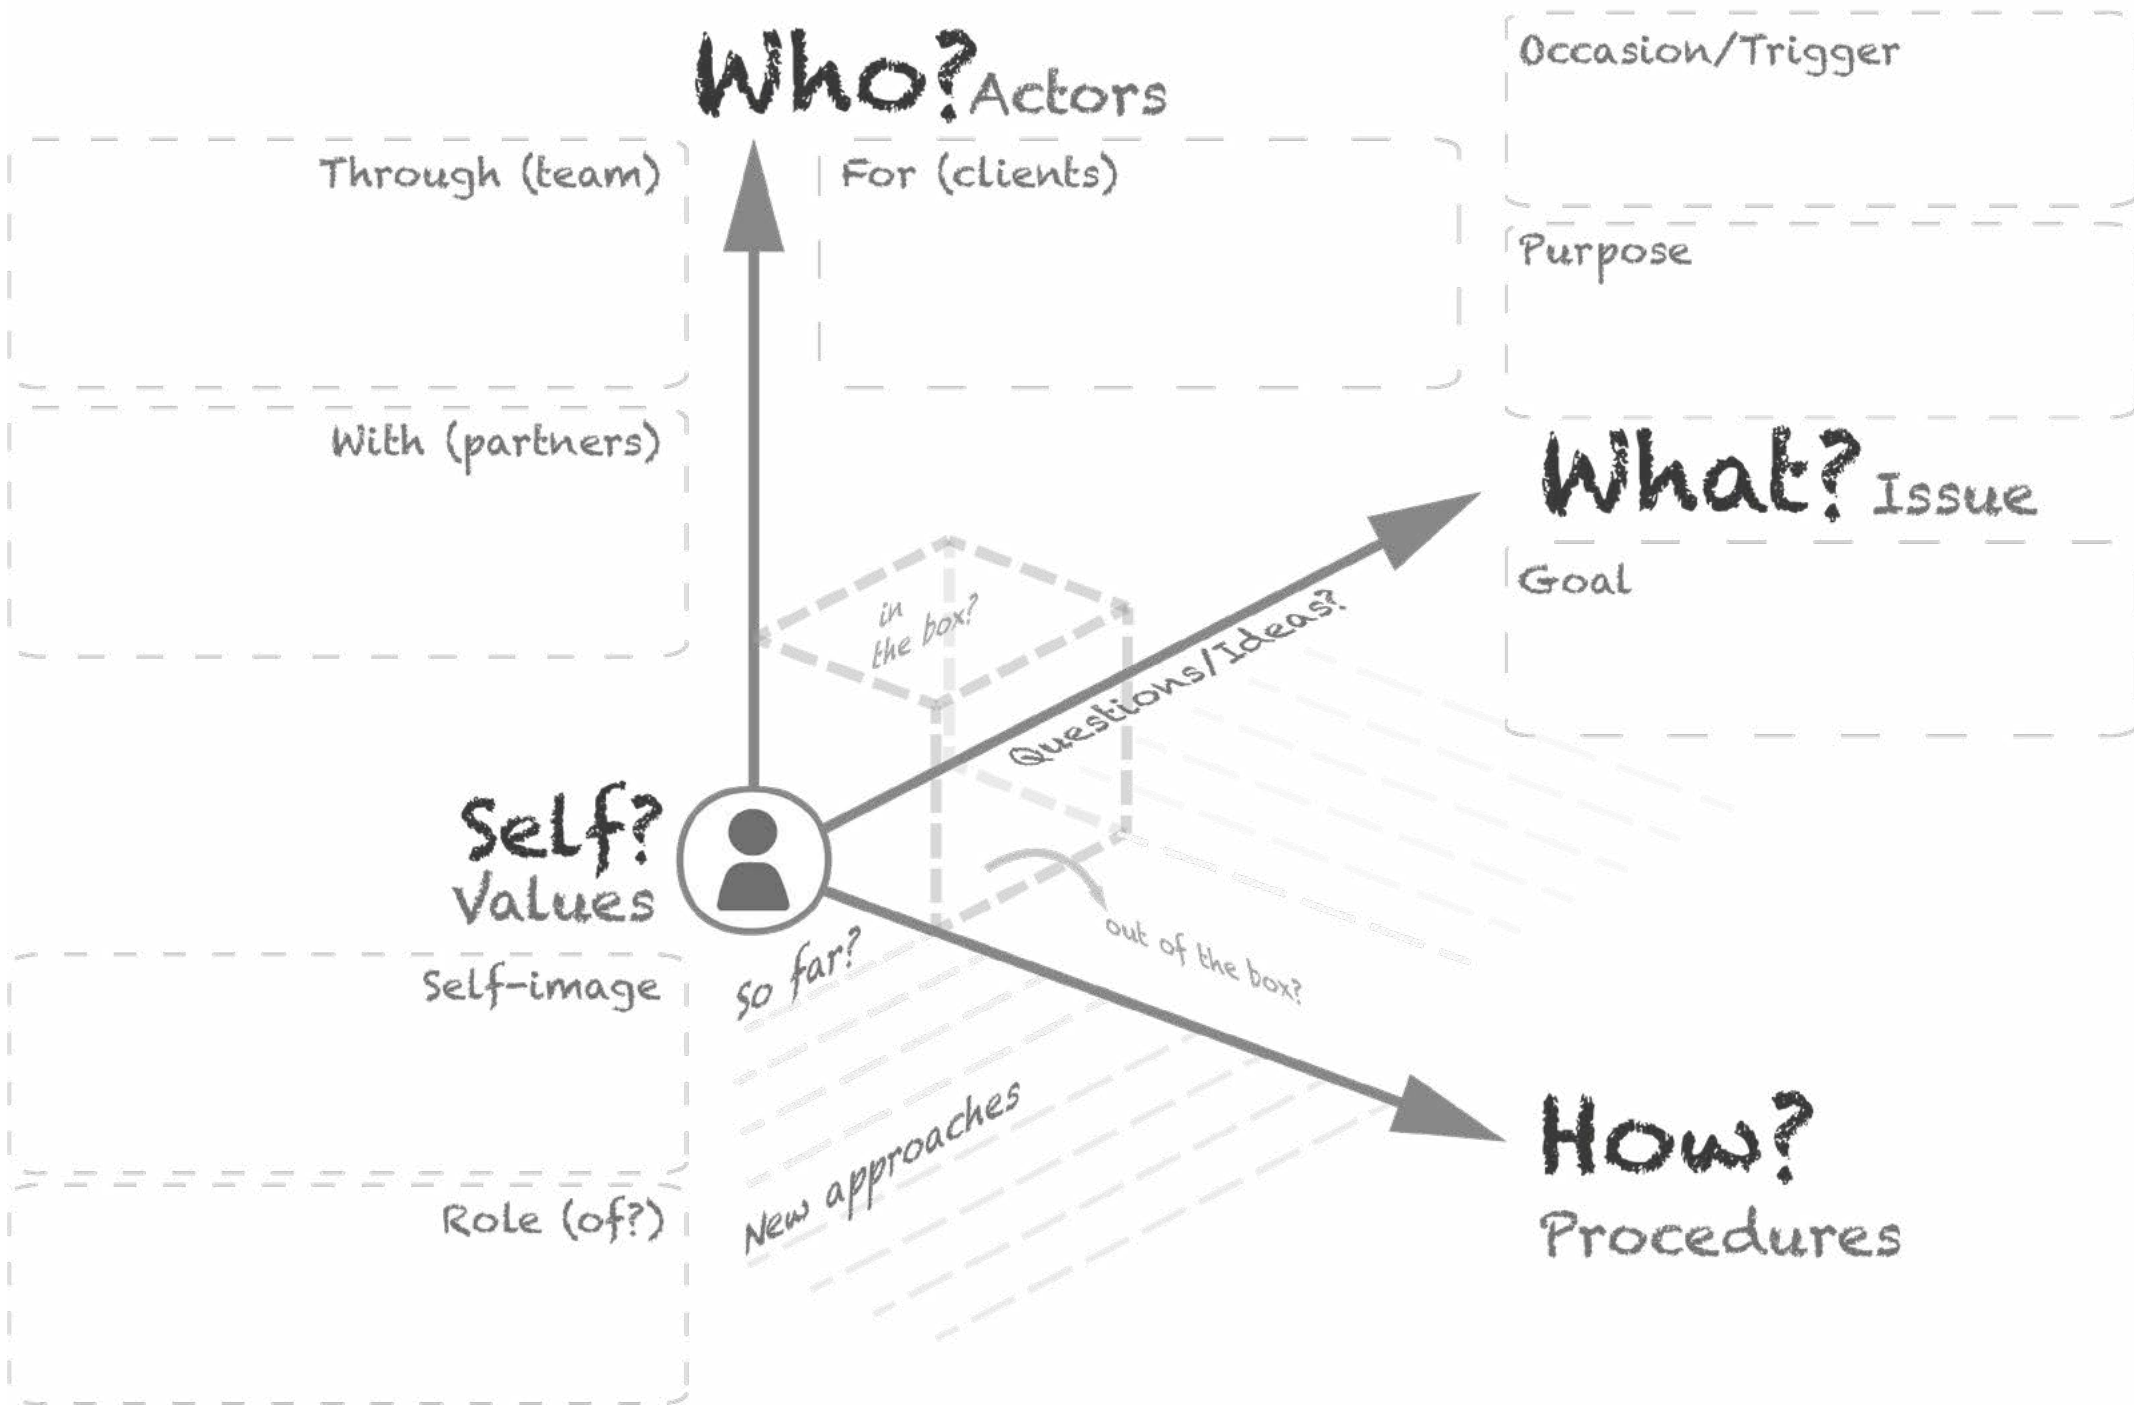 Who? Actors
Through (team)
For (clients)
With (partners)
Occasion/Trigger
Purpose
What? Issue
Goal
in
the box?
Questions/Ideas?
Self?
Values
Self-image
Role (of?)
so far?
out of the box?
New approaches
How?
Procedures